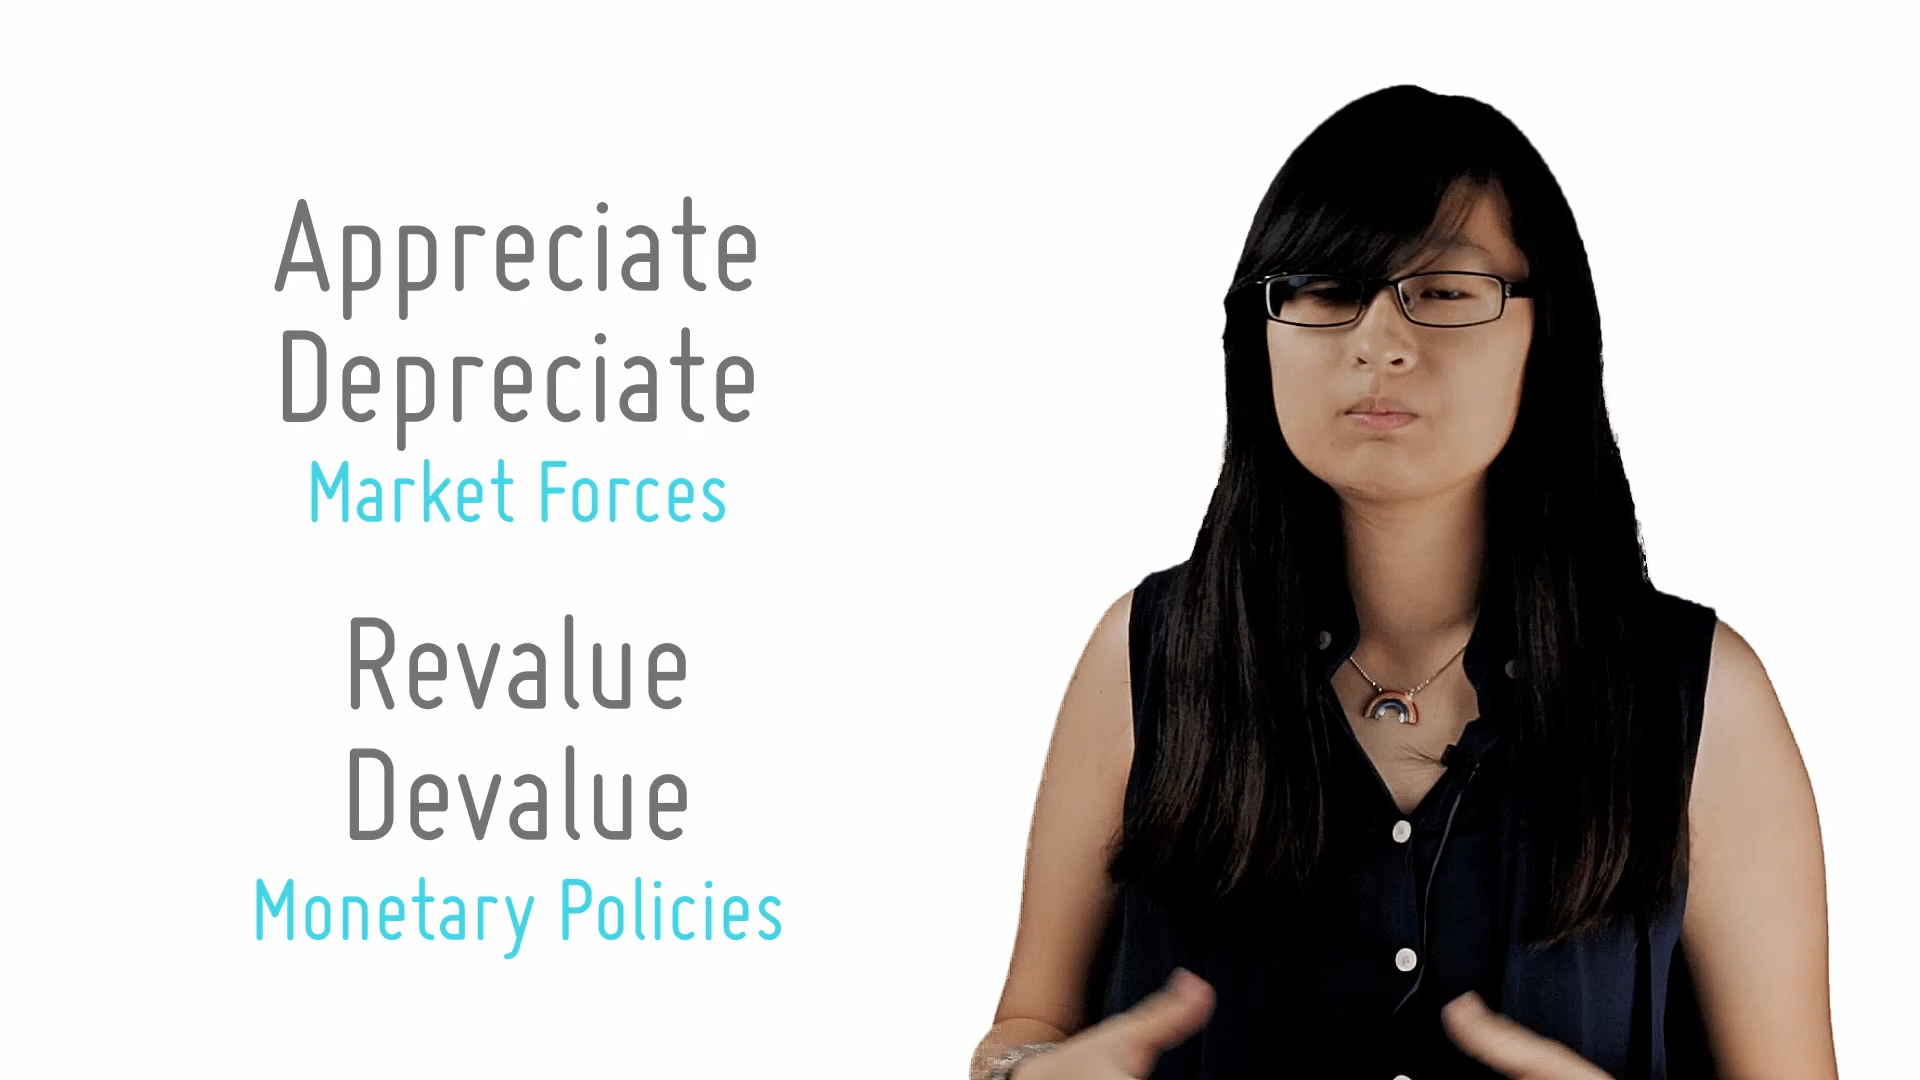 Appreciate
Depreciate
Market Forces
Revalue
Devalue
Monetary Policies